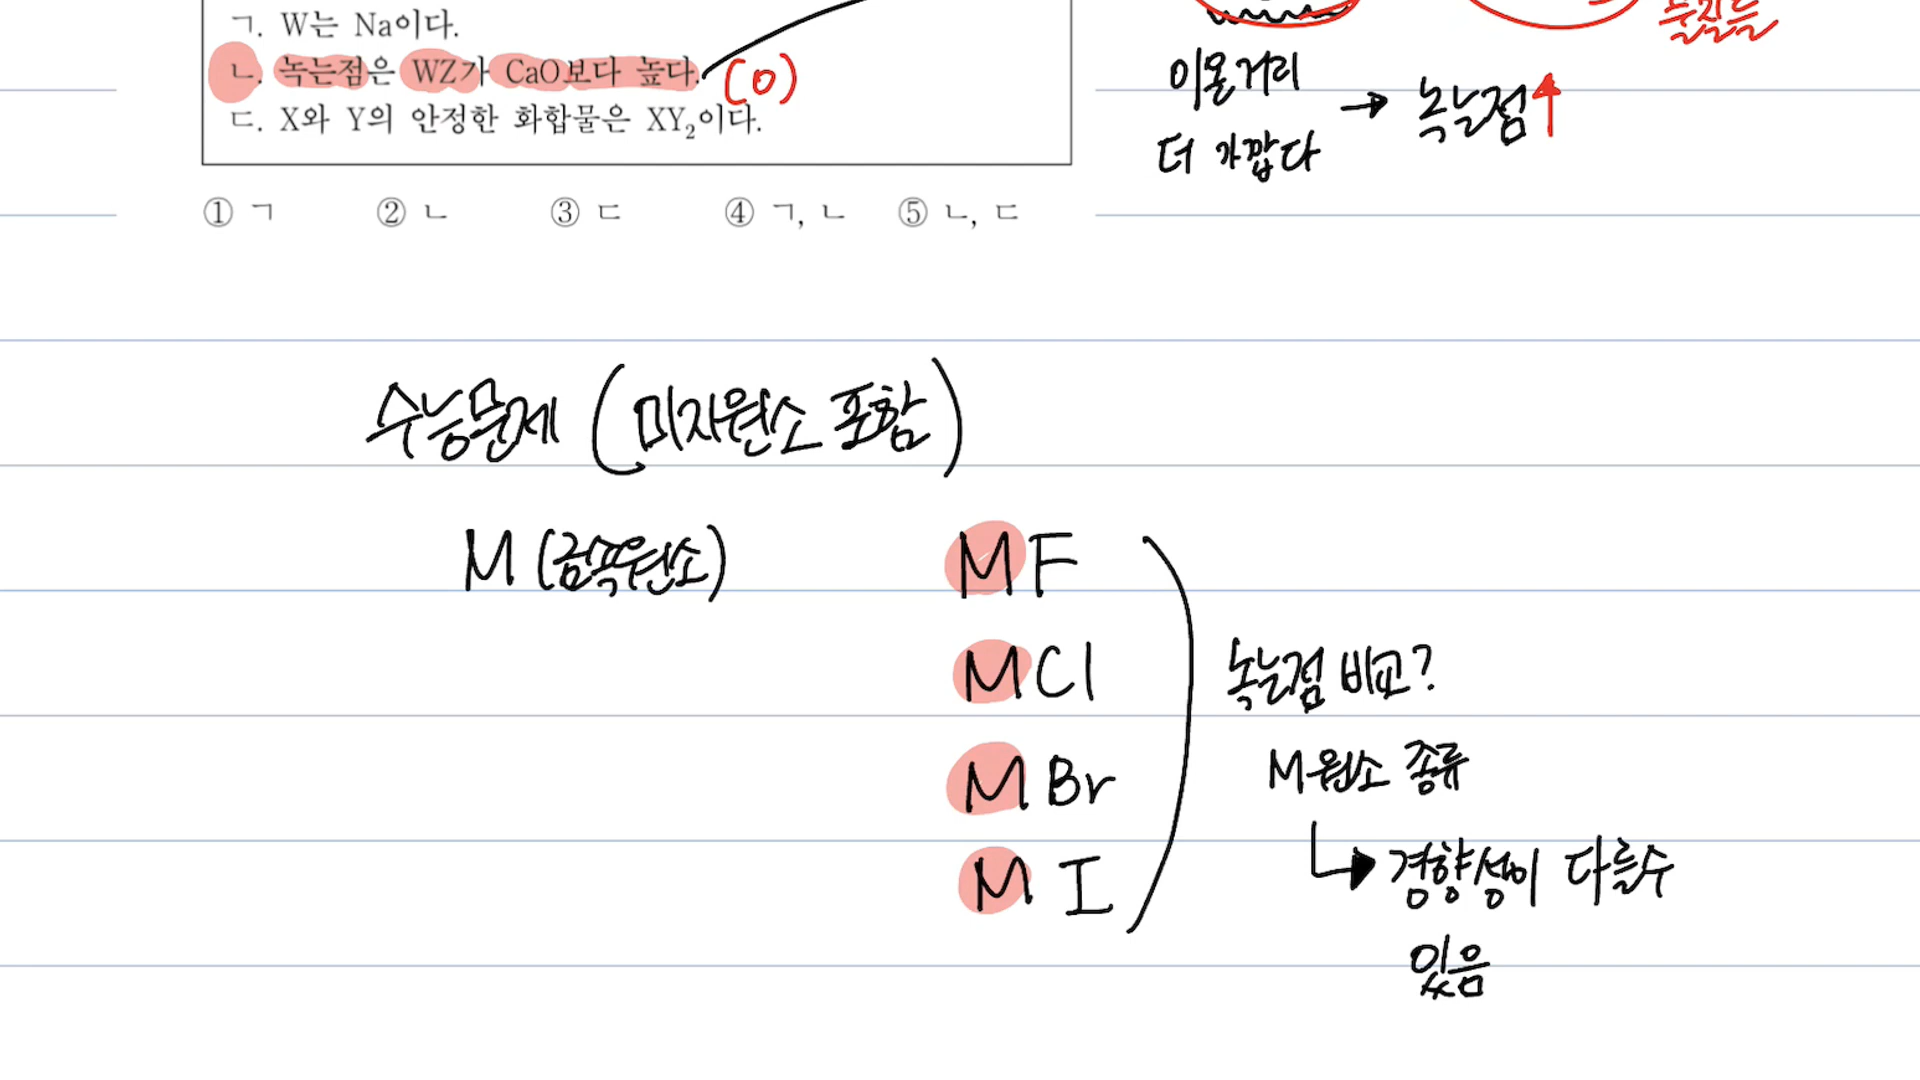 ㄱ. W는 Na이다.
ㄴ. 녹는점은 WZ가 CaO보다 높다. (O)
ㄷ. X와 Y의 안정한 화합물은 XY₂이다.
① ㄱ ② ㄴ ③ ㄷ ④ ㄱ, ㄴ ⑤ ㄴ, ㄷ
물질들
이온거리
더 가깝다 → 녹는점↑
수능문제 (미지원소 포함)
M (금속원소)
MF
MCl
MBr
MI
녹는점 비교?
M원소 종류
↳ 경향성이 다를수
있음